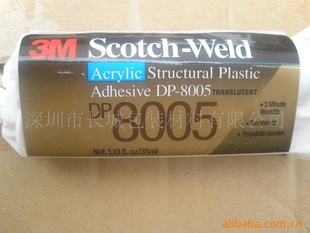 3M Scotch-Weld
Acrylic Structural Plastic
Adhesive DP-8005 TRANSLUCENT
深圳市长城包装材料有限公司
DP
8005
• 3 Minute
Worklife
Net. 1.18 fl. oz/35ml
alibaba.com.cn